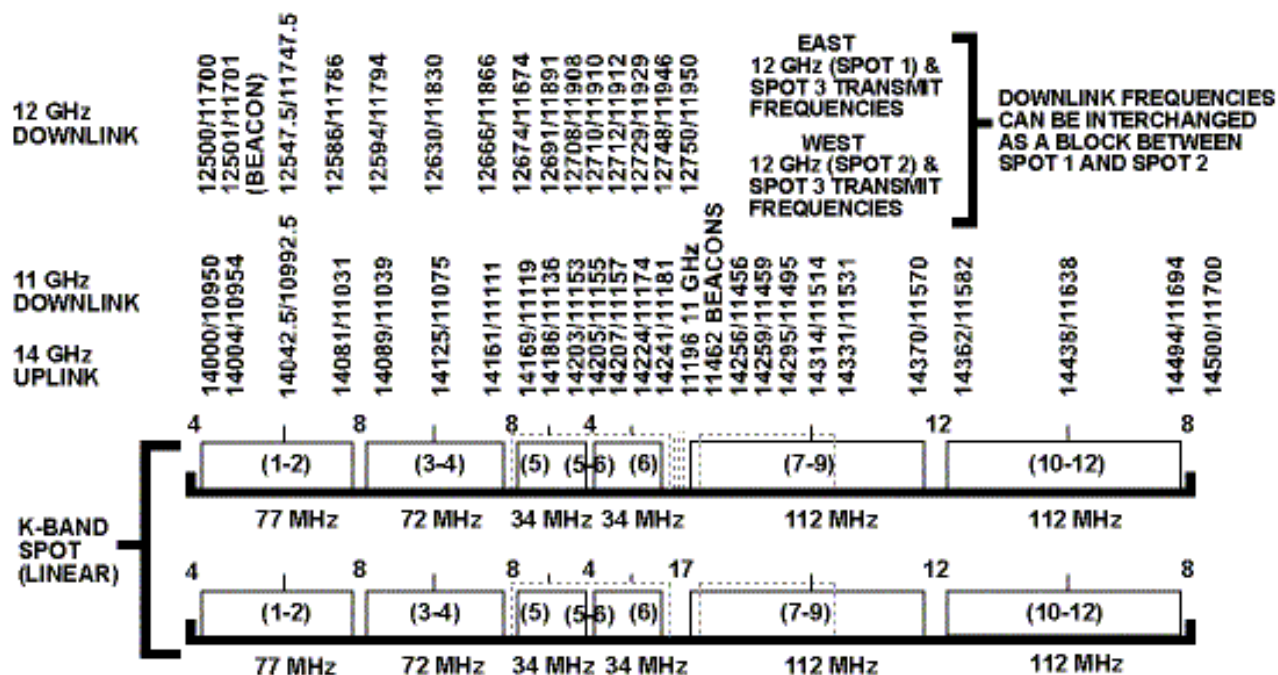 12 GHz
DOWNLINK
12500/11700
12501/11701
(BEACON)
12547.5/11747.5
12586/11786
12594/11794
12630/11830
12666/11866
12674/11674
12691/11891
12708/11908
12710/11910
12712/11912
12729/11929
12748/11946
12750/11950
EAST
12 GHz (SPOT 1) &
SPOT 3 TRANSMIT
FREQUENCIES
WEST
12 GHz (SPOT 2) &
SPOT 3 TRANSMIT
FREQUENCIES
DOWNLINK FREQUENCIES
CAN BE INTERCHANGED
AS A BLOCK BETWEEN
SPOT 1 AND SPOT 2
11 GHz
DOWNLINK
14 GHz
UPLINK
14000/10950
14004/10954
14042.5/10992.5
14081/11031
14089/11039
14125/11075
14161/11111
14169/11119
14186/11136
14203/11153
14205/11155
14207/11157
14224/11174
14241/11181
11196 11 GHz
11462 BEACONS
14256/11456
14259/11459
14295/11495
14314/11514
14331/11531
14370/11570
14362/11582
14438/11638
14494/11694
14500/11700
4 8 8 4 12 8
(1-2) (3-4) (5) (5-6) (6) (7-9) (10-12)
77 MHz 72 MHz 34 MHz 34 MHz 112 MHz 112 MHz
K-BAND
SPOT
(LINEAR)
4 8 8 4 17 12 8
(1-2) (3-4) (5) (5-6) (6) (7-9) (10-12)
77 MHz 72 MHz 34 MHz 34 MHz 112 MHz 112 MHz